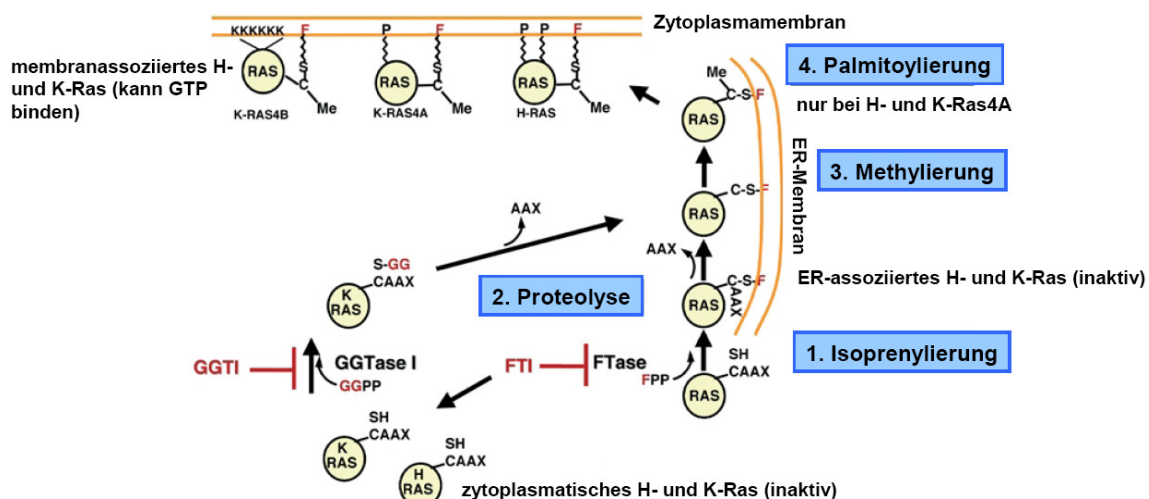 KKKKKK F P F P P F
Zytoplasmamembran
membranassoziiertes H-
und K-Ras (kann GTP
binden)
RAS S C Me
K-RAS4B
RAS S C Me
K-RAS4A
RAS S C Me
H-RAS
4. Palmitoylierung
nur bei H- und K-Ras4A
Me
C-S-F
RAS
3. Methylierung
ER-Membran
C-S-F
RAS
AAX
AAX
S-GG
CAAX
K
RAS
2. Proteolyse
C-S-F
AAX
RAS
ER-assoziiertes H- und K-Ras (inaktiv)
1. Isoprenylierung
GGTI
GGTase I
GGPP
FTI
FTase
FPP
SH
CAAX
RAS
SH
CAAX
K
RAS
SH
CAAX
H
RAS
zytoplasmatisches H- und K-Ras (inaktiv)